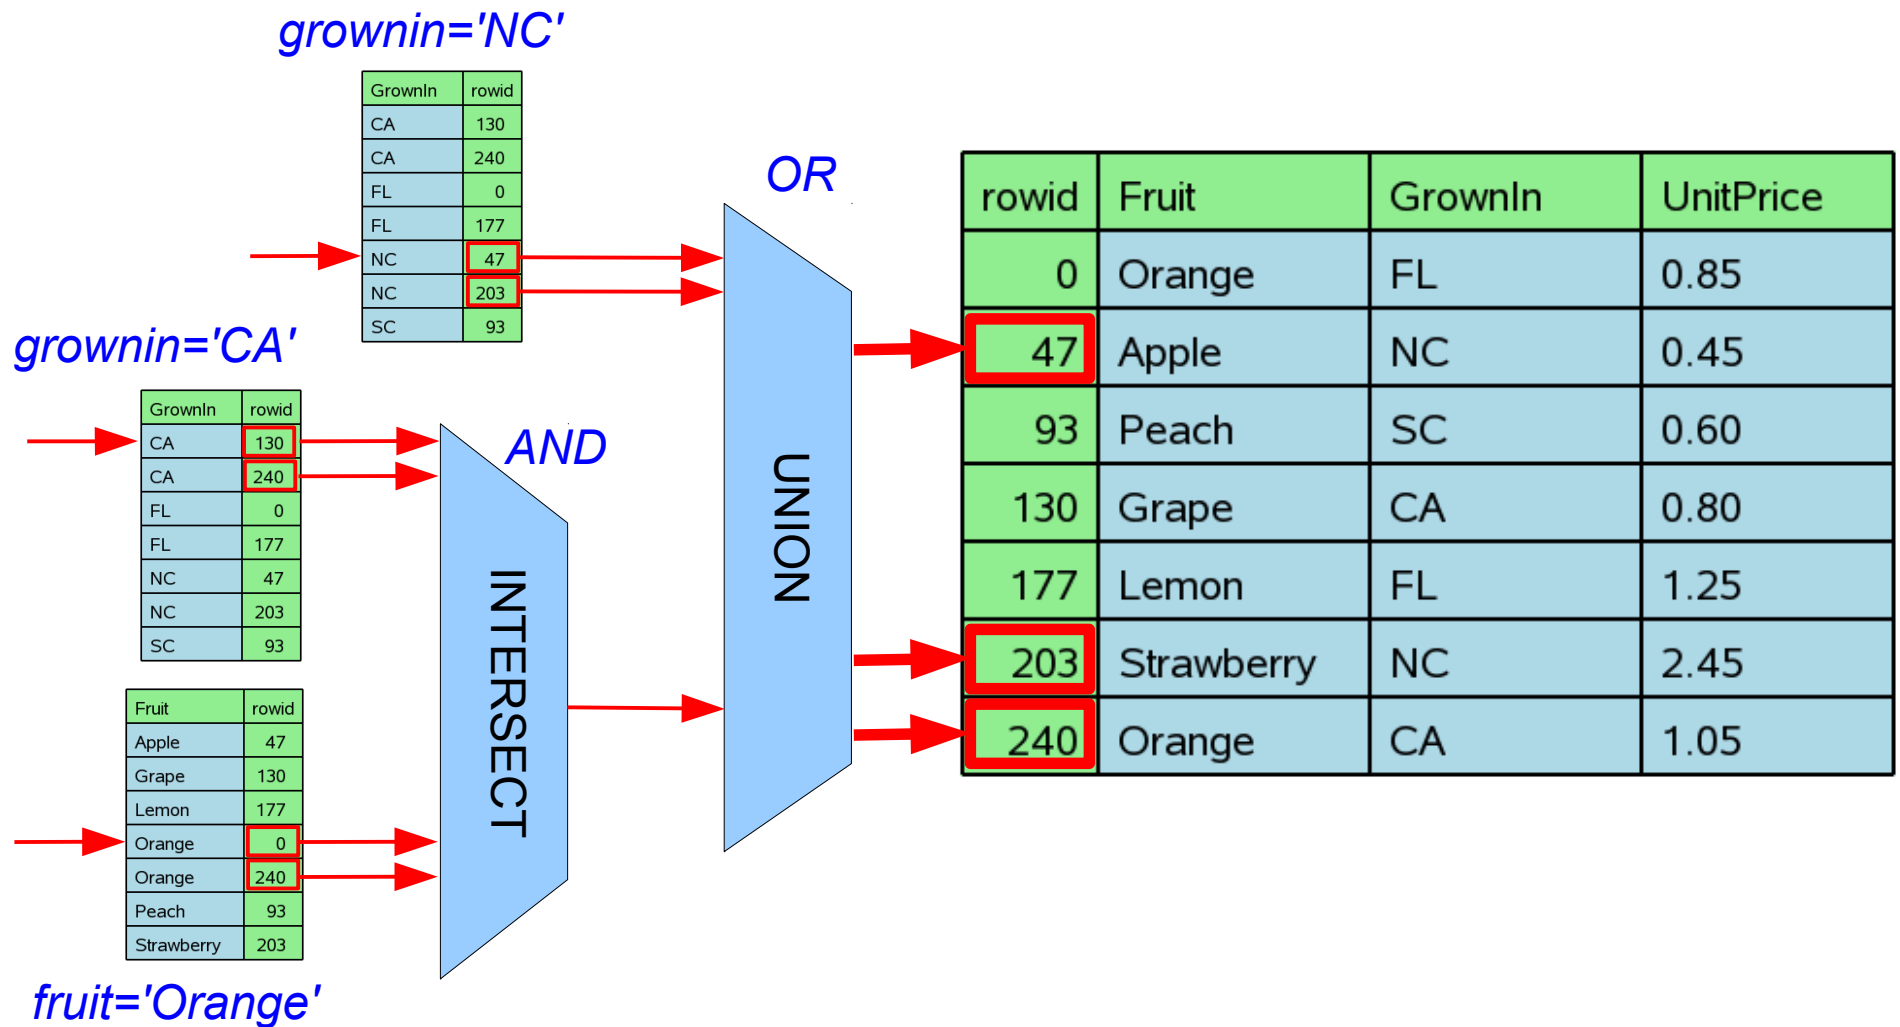 grownin='NC'
GrownIn rowid
CA 130
CA 240
FL 0
FL 177
NC 47
NC 203
SC 93
grownin='CA'
GrownIn rowid
CA 130
CA 240
FL 0
FL 177
NC 47
NC 203
SC 93
Fruit rowid
Apple 47
Grape 130
Lemon 177
Orange 0
Orange 240
Peach 93
Strawberry 203
fruit='Orange'
AND
INTERSECT
OR
UNION
rowid Fruit GrownIn UnitPrice
0 Orange FL 0.85
47 Apple NC 0.45
93 Peach SC 0.60
130 Grape CA 0.80
177 Lemon FL 1.25
203 Strawberry NC 2.45
240 Orange CA 1.05